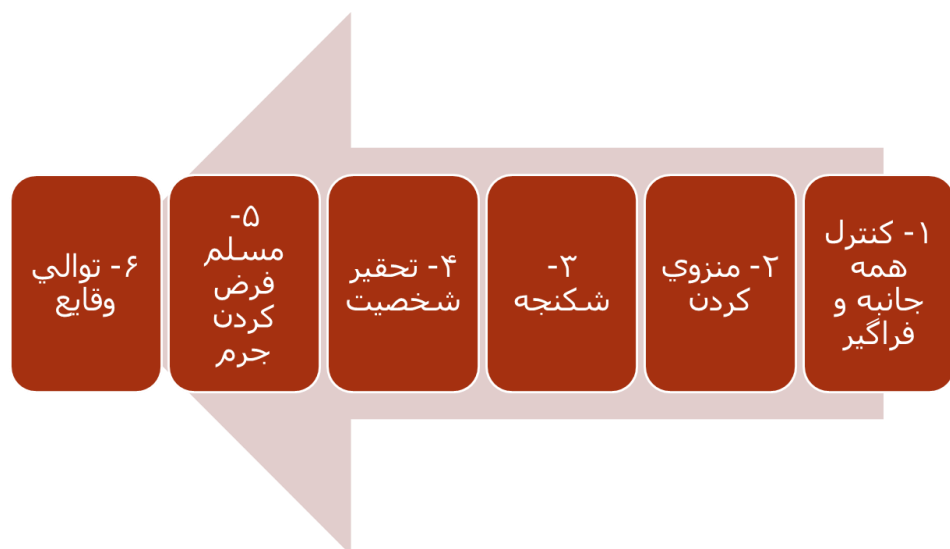 ۱- کنترل
همه
جانبه و
فراگیر
۲- منزوي
کردن
۳-
شکنجه
۴- تحقیر
شخصیت
۵-
مسلم
فرض
کردن
جرم
۶- توالي
وقایع